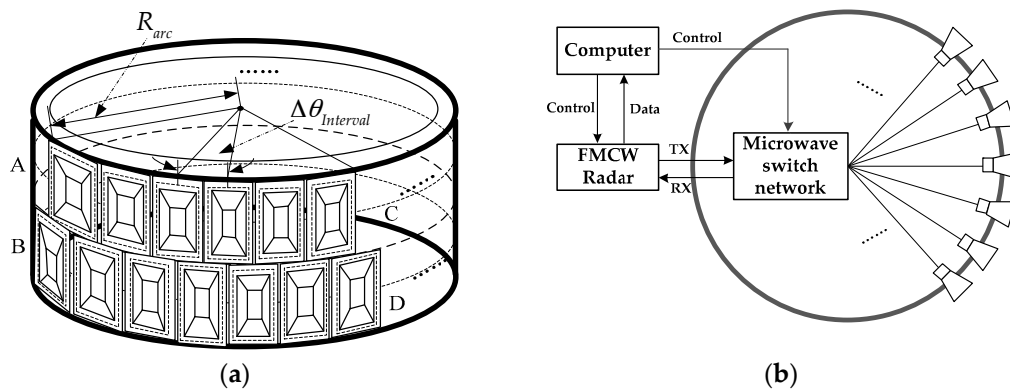 R_arc
......
Δθ_Interval
A
......
C
B
......
D
(a)
Computer
Control
......
Control
Data
FMCW
Radar
TX
RX
Microwave
switch
network
......
(b)